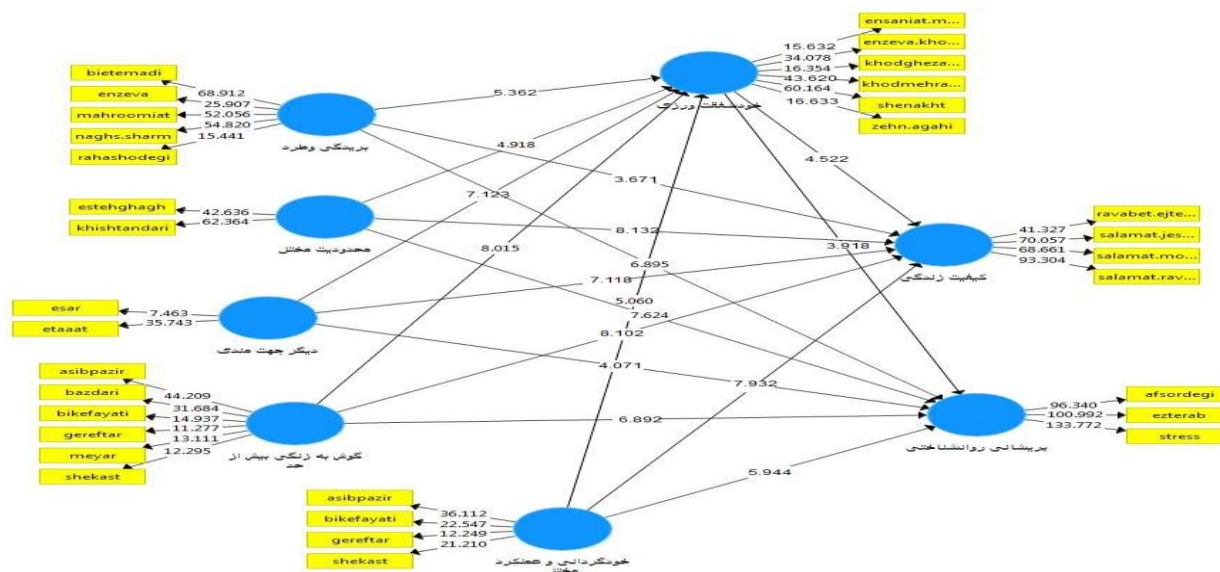 ensaniat.m...
15.632
enzeva.kho...
34.078
khodgheza...
16.354
khodmehra...
43.620
shenakht
60.164
zehn.agahi
16.633
خودشفقت ورزی
bietemadi
68.912
enzeva
25.907
mahroomiat
52.056
naghs.sharm
54.820
rahashodegi
15.441
بریدگی وطرد
5.362
4.918
7.123
8.015
4.522
3.671
estehghagh
42.636
khishtandari
62.364
محدودیت مختل
8.132
3.918
6.895
ravabet.ejte...
41.327
salamat.jes...
70.057
salamat.mo...
68.661
salamat.rav...
93.304
کیفیت زندگی
7.118
5.060
7.624
esar
7.463
etaaat
35.743
دیگر جهت مندی
8.102
4.071
7.932
asibpazir
44.209
bazdari
31.684
bikefayati
14.937
gereftar
11.277
meyar
13.111
shekast
12.295
گوش به زنگی بیش از
حد
6.892
afsordegi
96.340
ezterab
100.992
stress
133.772
پریشانی روانشناختی
5.944
asibpazir
36.112
bikefayati
22.547
gereftar
12.249
shekast
21.210
خودگردانی و عملکرد
مختل